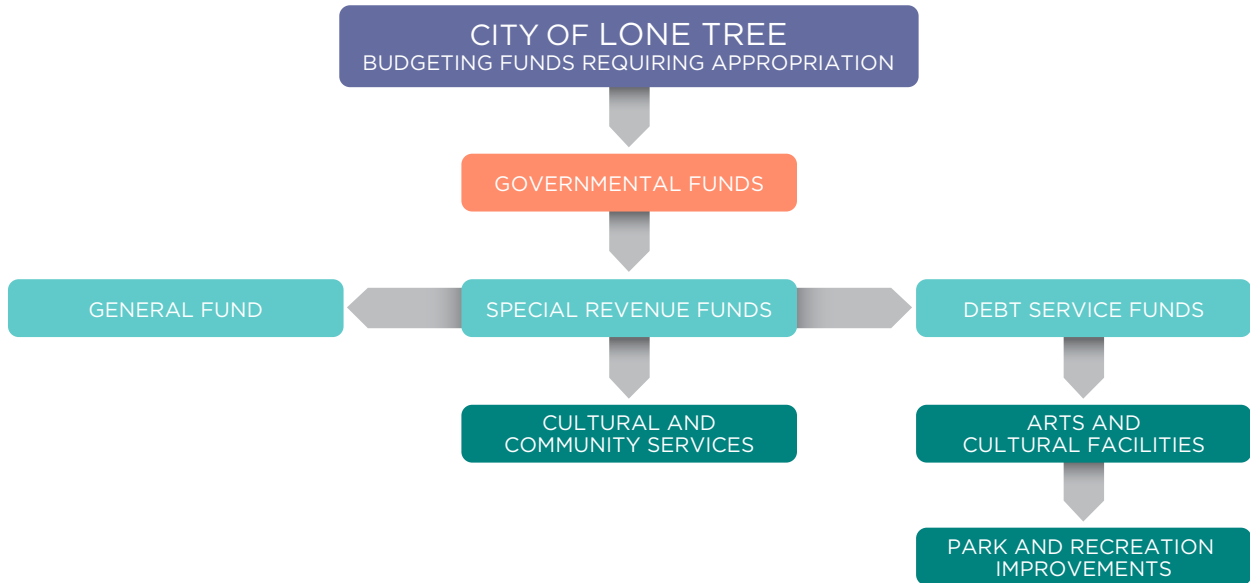 CITY OF LONE TREE
BUDGETING FUNDS REQUIRING APPROPRIATION
GOVERNMENTAL FUNDS
GENERAL FUND
SPECIAL REVENUE FUNDS
DEBT SERVICE FUNDS
CULTURAL AND
COMMUNITY SERVICES
ARTS AND
CULTURAL FACILITIES
PARK AND RECREATION
IMPROVEMENTS